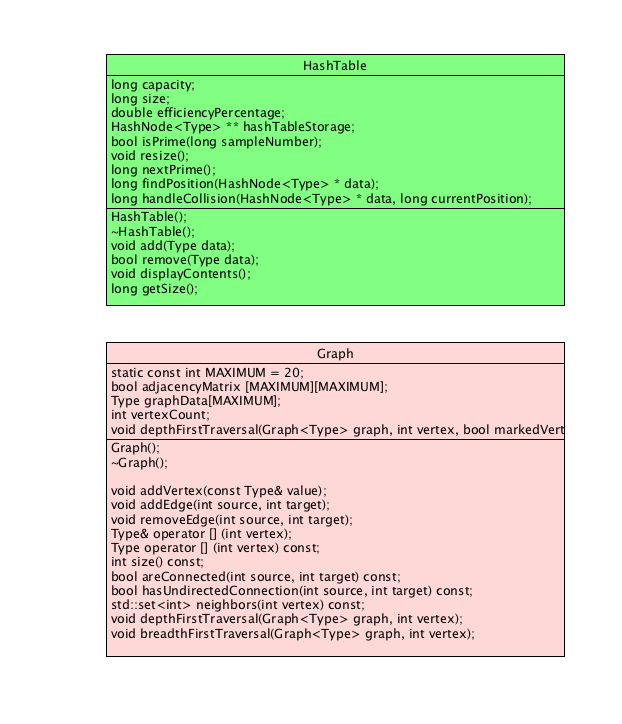 HashTable
long capacity;
long size;
double efficiencyPercentage;
HashNode<Type> ** hashTableStorage;
bool isPrime(long sampleNumber);
void resize();
long nextPrime();
long findPosition(HashNode<Type> * data);
long handleCollision(HashNode<Type> * data, long currentPosition);
HashTable();
~HashTable();
void add(Type data);
bool remove(Type data);
void displayContents();
long getSize();
Graph
static const int MAXIMUM = 20;
bool adjacencyMatrix [MAXIMUM][MAXIMUM];
Type graphData[MAXIMUM];
int vertexCount;
void depthFirstTraversal(Graph<Type> graph, int vertex, bool markedVert
Graph();
~Graph();
void addVertex(const Type& value);
void addEdge(int source, int target);
void removeEdge(int source, int target);
Type& operator [] (int vertex);
Type operator [] (int vertex) const;
int size() const;
bool areConnected(int source, int target) const;
bool hasUndirectedConnection(int source, int target) const;
std::set<int> neighbors(int vertex) const;
void depthFirstTraversal(Graph<Type> graph, int vertex);
void breadthFirstTraversal(Graph<Type> graph, int vertex);